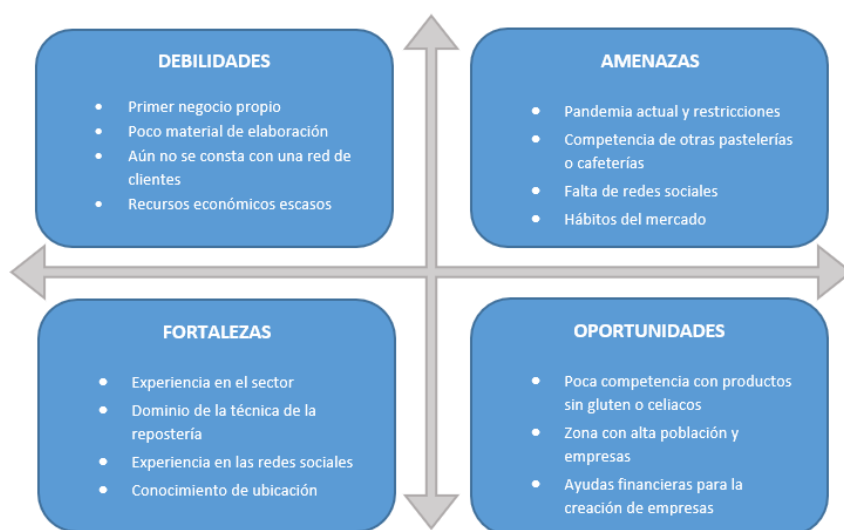 DEBILIDADES
Primer negocio propio
Poco material de elaboración
Aún no se consta con una red de
clientes
Recursos económicos escasos
AMENAZAS
Pandemia actual y restricciones
Competencia de otras pastelerías
o cafeterías
Falta de redes sociales
Hábitos del mercado
FORTALEZAS
Experiencia en el sector
Dominio de la técnica de la
repostería
Experiencia en las redes sociales
Conocimiento de ubicación
OPORTUNIDADES
Poca competencia con productos
sin gluten o celiacos
Zona con alta población y
empresas
Ayudas financieras para la
creación de empresas